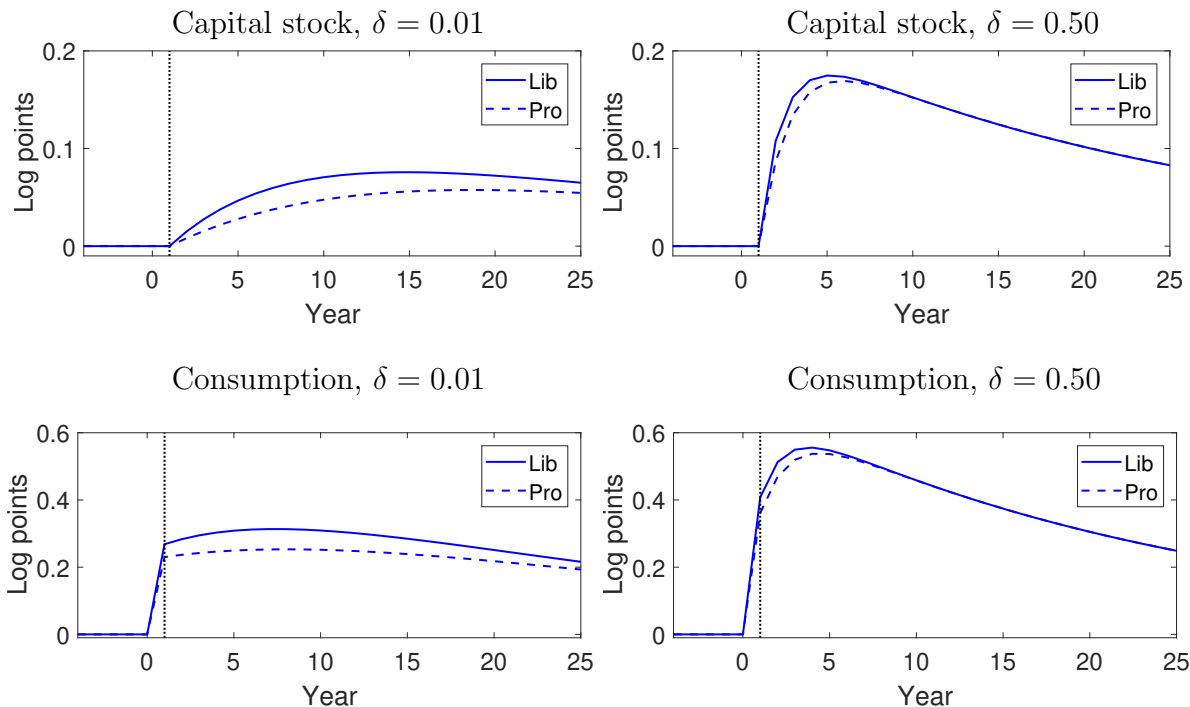 Capital stock, δ = 0.01
Log points
0.2
0.1
0
Lib
Pro
0 5 10 15 20 25
Year
Capital stock, δ = 0.50
Log points
0.2
0.1
0
Lib
Pro
0 5 10 15 20 25
Year
Consumption, δ = 0.01
Log points
0.6
0.4
0.2
0
Lib
Pro
0 5 10 15 20 25
Year
Consumption, δ = 0.50
Log points
0.6
0.4
0.2
0
Lib
Pro
0 5 10 15 20 25
Year